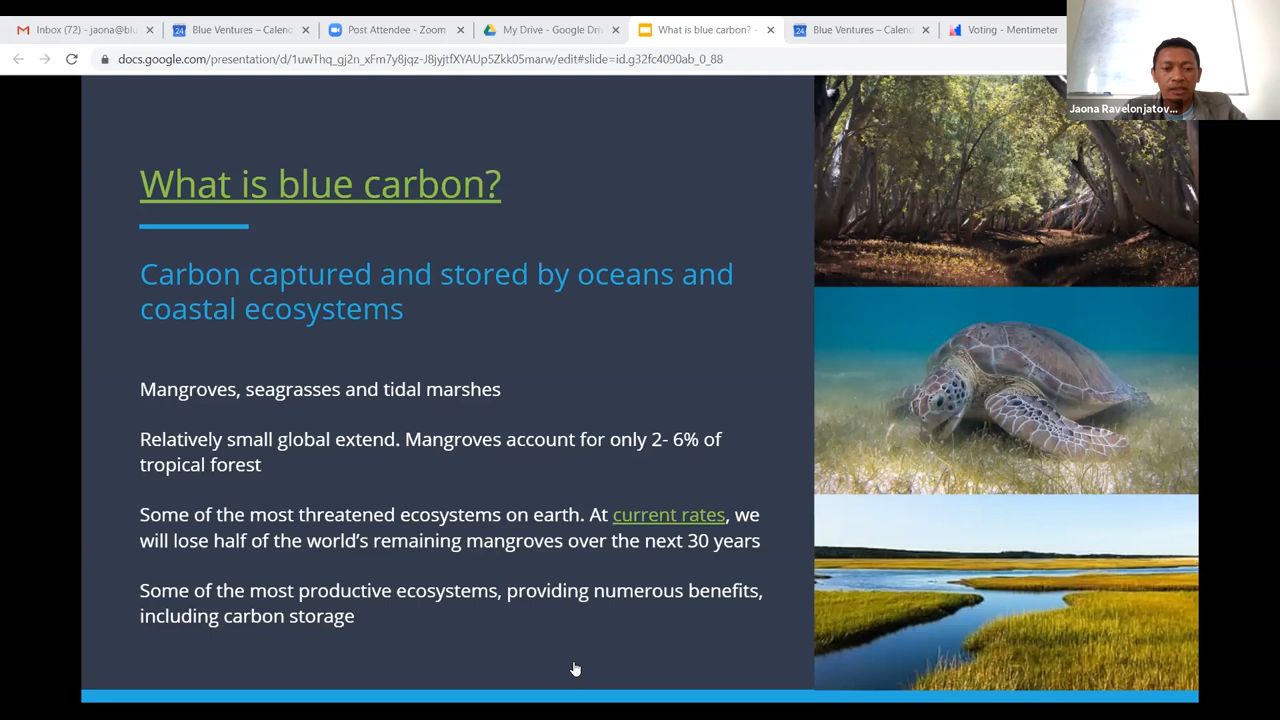 Inbox (72) - jaona@blu
Blue Ventures – Calend
Post Attendee - Zoom
My Drive - Google Driv
What is blue carbon? -
Blue Ventures – Calend
Voting - Mentimeter
docs.google.com/presentation/d/1uwThq_gj2n_xFm7y8jqz-J8jyjtfXYAUp5Zkk05marw/edit#slide=id.g32fc4090ab_0_88
Jaona Ravelonjatov...
What is blue carbon?
Carbon captured and stored by oceans and
coastal ecosystems
Mangroves, seagrasses and tidal marshes
Relatively small global extend. Mangroves account for only 2- 6% of
tropical forest
Some of the most threatened ecosystems on earth. At current rates, we
will lose half of the world's remaining mangroves over the next 30 years
Some of the most productive ecosystems, providing numerous benefits,
including carbon storage